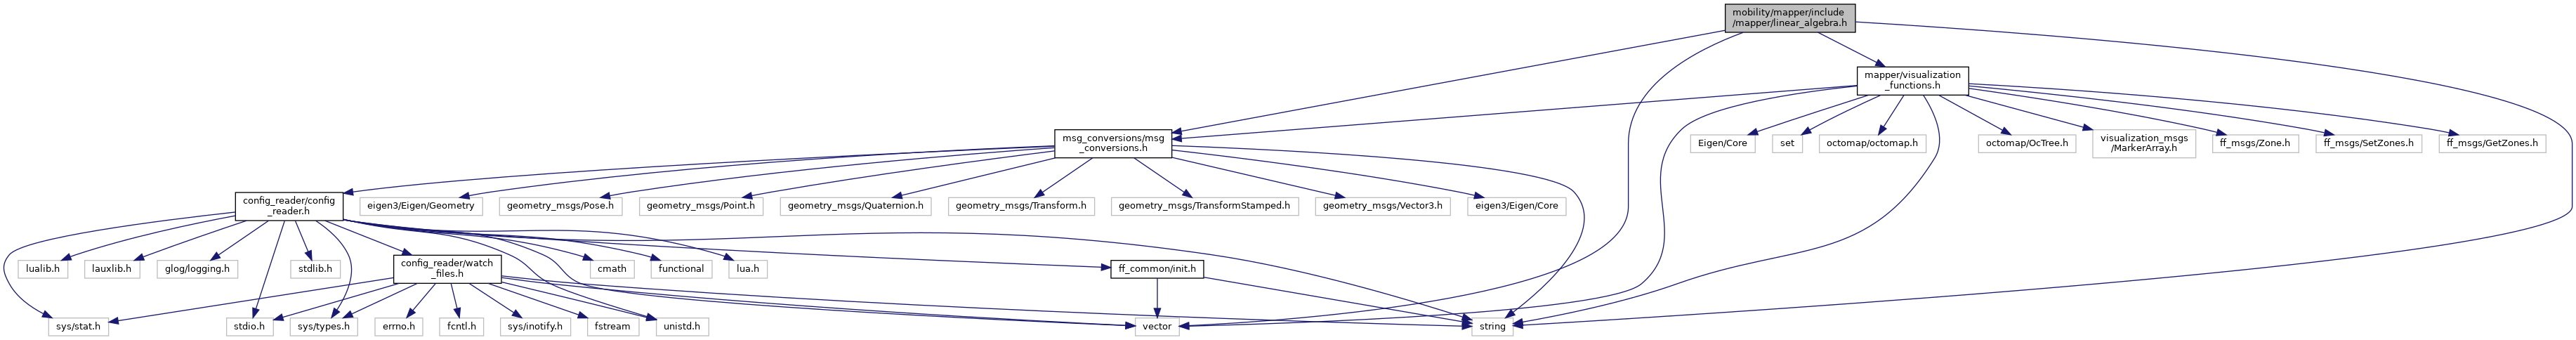 mobility/mapper/include
/mapper/linear_algebra.h
mapper/visualization
_functions.h
msg_conversions/msg
_conversions.h
Eigen/Core
set
octomap/octomap.h
octomap/OcTree.h
visualization_msgs
/MarkerArray.h
ff_msgs/Zone.h
ff_msgs/SetZones.h
ff_msgs/GetZones.h
config_reader/config
_reader.h
eigen3/Eigen/Geometry
geometry_msgs/Pose.h
geometry_msgs/Point.h
geometry_msgs/Quaternion.h
geometry_msgs/Transform.h
geometry_msgs/TransformStamped.h
geometry_msgs/Vector3.h
eigen3/Eigen/Core
lualib.h
lauxlib.h
glog/logging.h
stdlib.h
config_reader/watch
_files.h
cmath
functional
lua.h
ff_common/init.h
sys/stat.h
stdio.h
sys/types.h
errno.h
fcntl.h
sys/inotify.h
fstream
unistd.h
vector
string